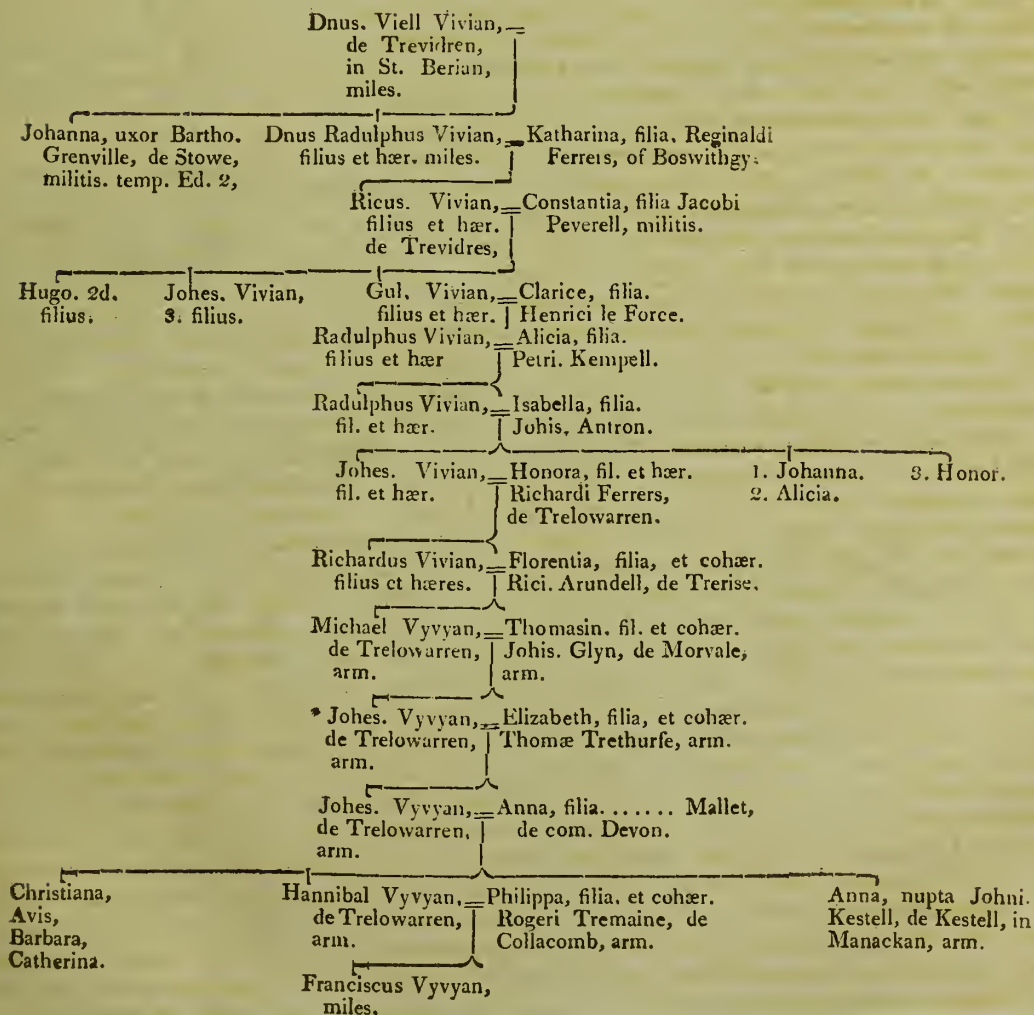 Dnus. Viell Vivian,
de Trevidren,
in St. Berian,
miles.
Johanna, uxor Bartho. Dnus Radulphus Vivian, Katharina, filia. Reginaldi
Grenville, de Stowe, filius et hær. miles. Ferreis, of Boswithgy.
militis. temp. Ed. 2,
Ricus. Vivian, Constantia, filia Jacobi
filius et hær. Peverell, militis.
de Trevidres,
Hugo. 2d. Johes. Vivian, Gul. Vivian, Clarice, filia.
filius. 3. filius. filius et hær. Henrici le Force.
Radulphus Vivian, Alicia, filia.
filius et hær Petri. Kempell.
Radulphus Vivian, Isabella, filia.
fil. et hær. Johis, Antron.
Johes. Vivian, Honora, fil. et hær. 1. Johanna. 3. Honor.
fil. et hær. Richardi Ferrers, 2. Alicia.
de Trelowarren.
Richardus Vivian, Florentia, filia, et cohær.
filius et hæres. Rici. Arundell, de Trerise.
Michael Vyvyan, Thomasin. fil. et cohær.
de Trelowarren, Johis. Glyn, de Morvale,
arm. arm.
* Johes. Vyvyan, Elizabeth, filia, et cohær.
de Trelowarren, Thomæ Trethurfe, arm.
arm.
Johes. Vyvyan, Anna, filia....... Mallet,
de Trelowarren, de com. Devon.
arm.
Christiana, Hannibal Vyvyan, Philippa, filia. et cohær. Anna, nupta Johni.
Avis, de Trelowarren, Rogeri Tremaine, de Kestell, de Kestell, in
Barbara, arm. Collacomb, arm. Manackan, arm.
Catherina.
Franciscus Vyvyan,
miles.